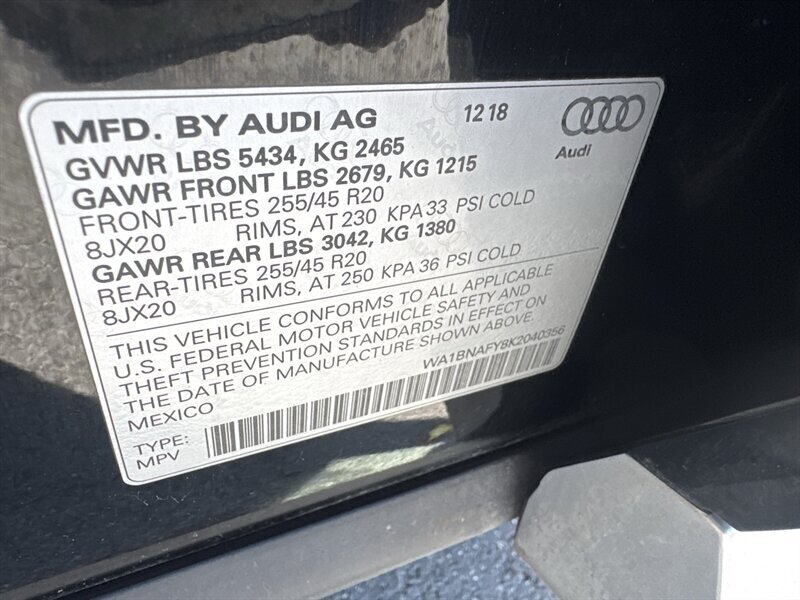 MFD. BY AUDI AG 12 18
Audi
GVWR LBS 5434, KG 2465
GAWR FRONT LBS 2679, KG 1215
FRONT-TIRES 255/45 R20
8JX20 RIMS, AT 230 KPA 33 PSI COLD
GAWR REAR LBS 3042, KG 1380
REAR-TIRES 255/45 R20
8JX20 RIMS, AT 250 KPA 36 PSI COLD
THIS VEHICLE CONFORMS TO ALL APPLICABLE
U.S. FEDERAL MOTOR VEHICLE SAFETY AND
THEFT PREVENTION STANDARDS IN EFFECT ON
THE DATE OF MANUFACTURE SHOWN ABOVE.
MEXICO WA1BNAFY8K2040356
TYPE:
MPV